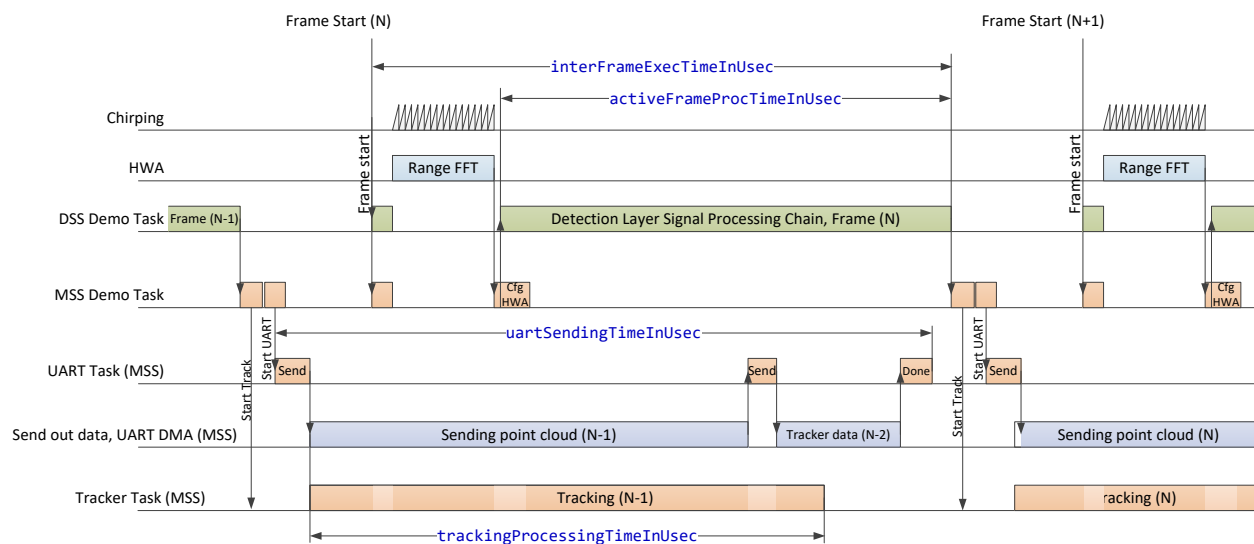 Frame Start (N)
Frame Start (N+1)
interFrameExecTimeInUsec
activeFrameProcTimeInUsec
Chirping
Frame start
Frame start
HWA
Range FFT
Range FFT
DSS Demo Task
Frame (N-1)
Detection Layer Signal Processing Chain, Frame (N)
MSS Demo Task
Cfg
HWA
Cfg
HWA
Start Track
Start UART
uartSendingTimeInUsec
Start Track
Start UART
UART Task (MSS)
Send
Send
Done
Send
Send out data, UART DMA (MSS)
Sending point cloud (N-1)
Tracker data (N-2)
Sending point cloud (N)
Tracker Task (MSS)
Tracking (N-1)
racking (N)
trackingProcessingTimeInUsec